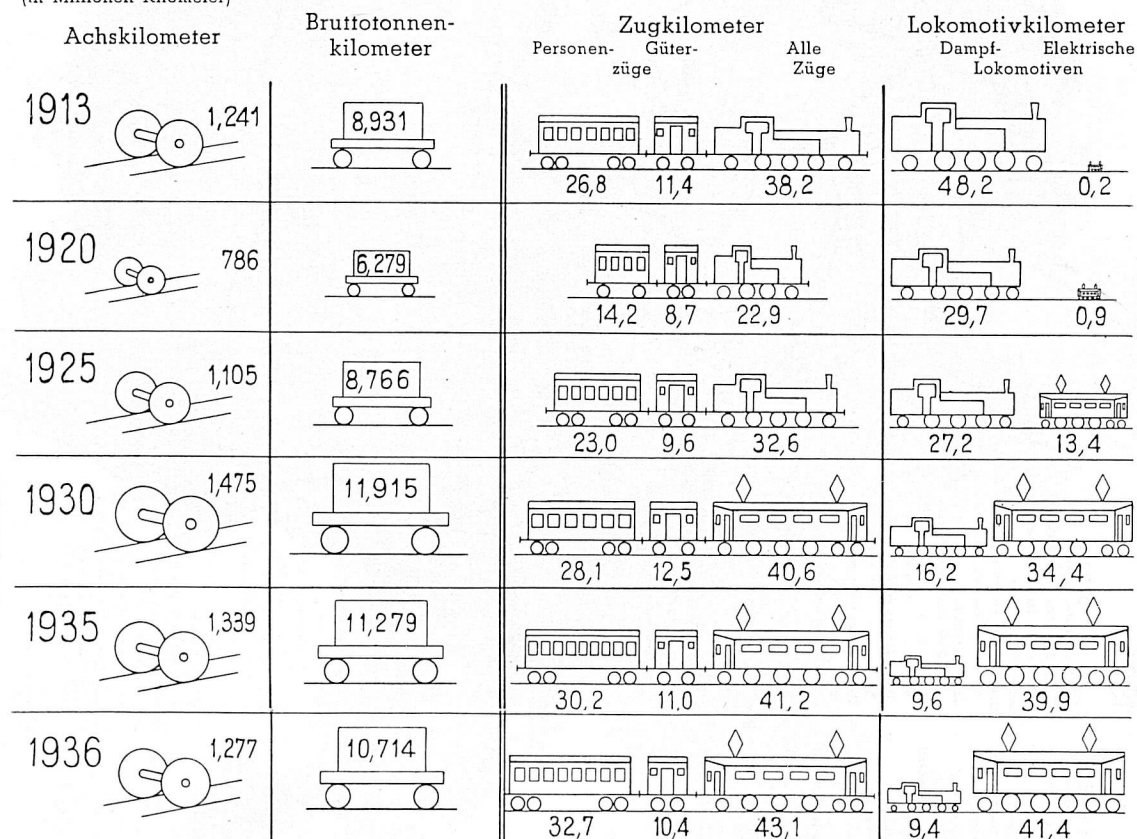 (in Millionen Kilometer)
Achskilometer Bruttotonnen- Zugkilometer Lokomotivkilometer
kilometer Personen- Güter- Alle Dampf- Elektrische
züge Züge Lokomotiven
1913 1,241 8,931 26,8 11,4 38,2 48,2 0,2
1920 786 6,279 14,2 8,7 22,9 29,7 0,9
1925 1,105 8,766 23,0 9,6 32,6 27,2 13,4
1930 1,475 11,915 28,1 12,5 40,6 16,2 34,4
1935 1,339 11,279 30,2 11,0 41,2 9,6 39,9
1936 1,277 10,714 32,7 10,4 43,1 9,4 41,4